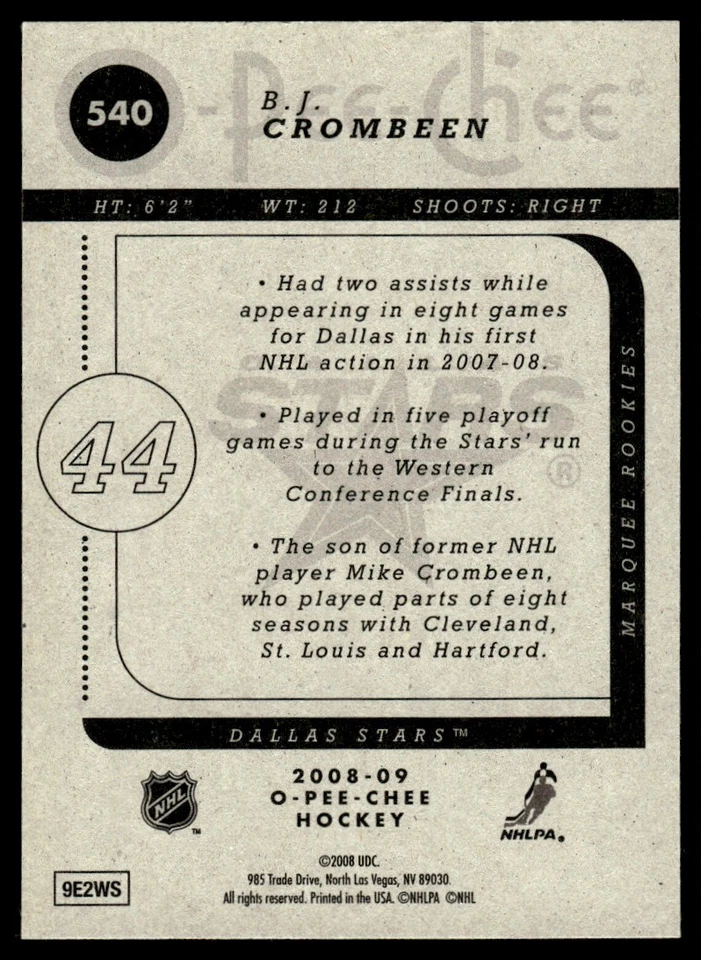 O-Pee-Chee®
540
B.J.
CROMBEEN
HT: 6'2" WT: 212 SHOOTS: RIGHT
• Had two assists while
appearing in eight games
for Dallas in his first
NHL action in 2007-08.
• Played in five playoff
games during the Stars' run
to the Western
Conference Finals.
• The son of former NHL
player Mike Crombeen,
who played parts of eight
seasons with Cleveland,
St. Louis and Hartford.
44
STARS
®
MARQUEE ROOKIES
DALLAS STARS™
NHL
™
2008-09
O-PEE-CHEE
HOCKEY
NHLPA®
©2008 UDC.
985 Trade Drive, North Las Vegas, NV 89030.
All rights reserved. Printed in the USA. ©NHLPA ©NHL
9E2WS